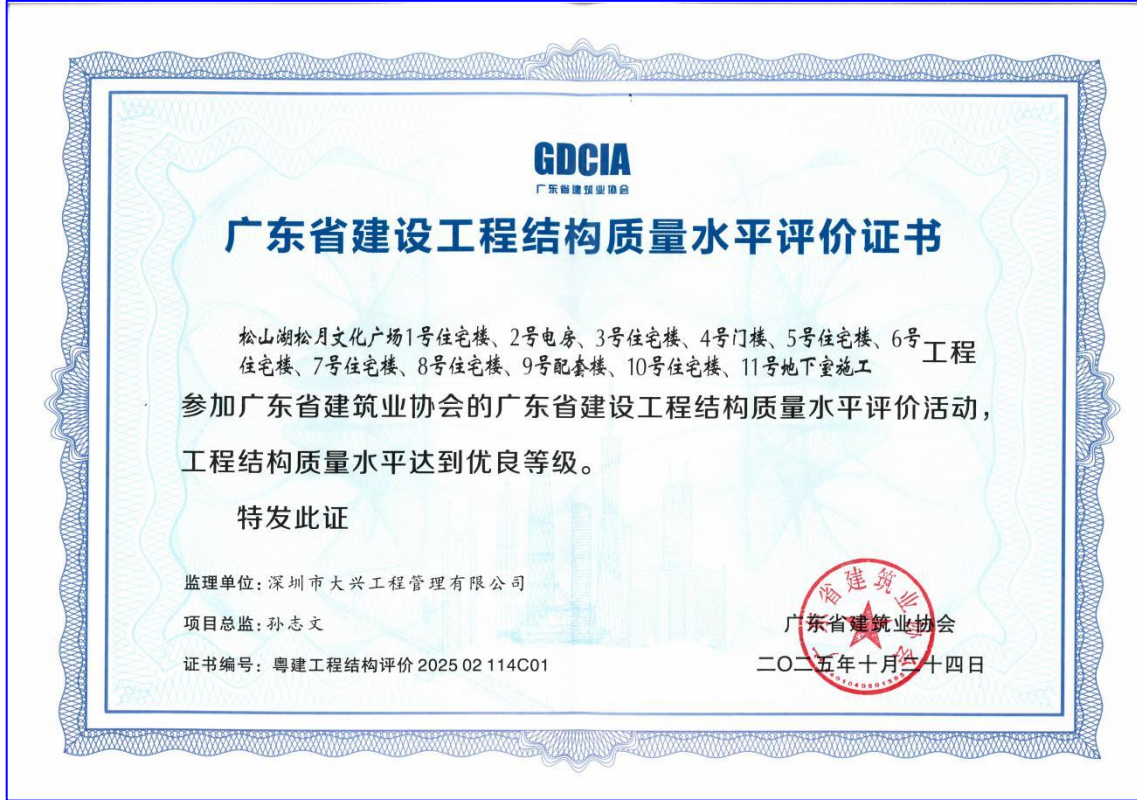 GDCIA
广东省建筑业协会
广东省建设工程结构质量水平评价证书
松山湖松月文化广场1号住宅楼、2号电房、3号住宅楼、4号门楼、5号住宅楼、6号
住宅楼、7号住宅楼、8号住宅楼、9号配套楼、10号住宅楼、11号地下室施工
工程
参加广东省建筑业协会的广东省建设工程结构质量水平评价活动，
工程结构质量水平达到优良等级。
特发此证
监理单位：深圳市大兴工程管理有限公司
项目总监：孙志文
证书编号：粤建工程结构评价 2025 02 114C01
广东省建筑业协会
二〇二五年十月二十四日
广东省建筑业协会